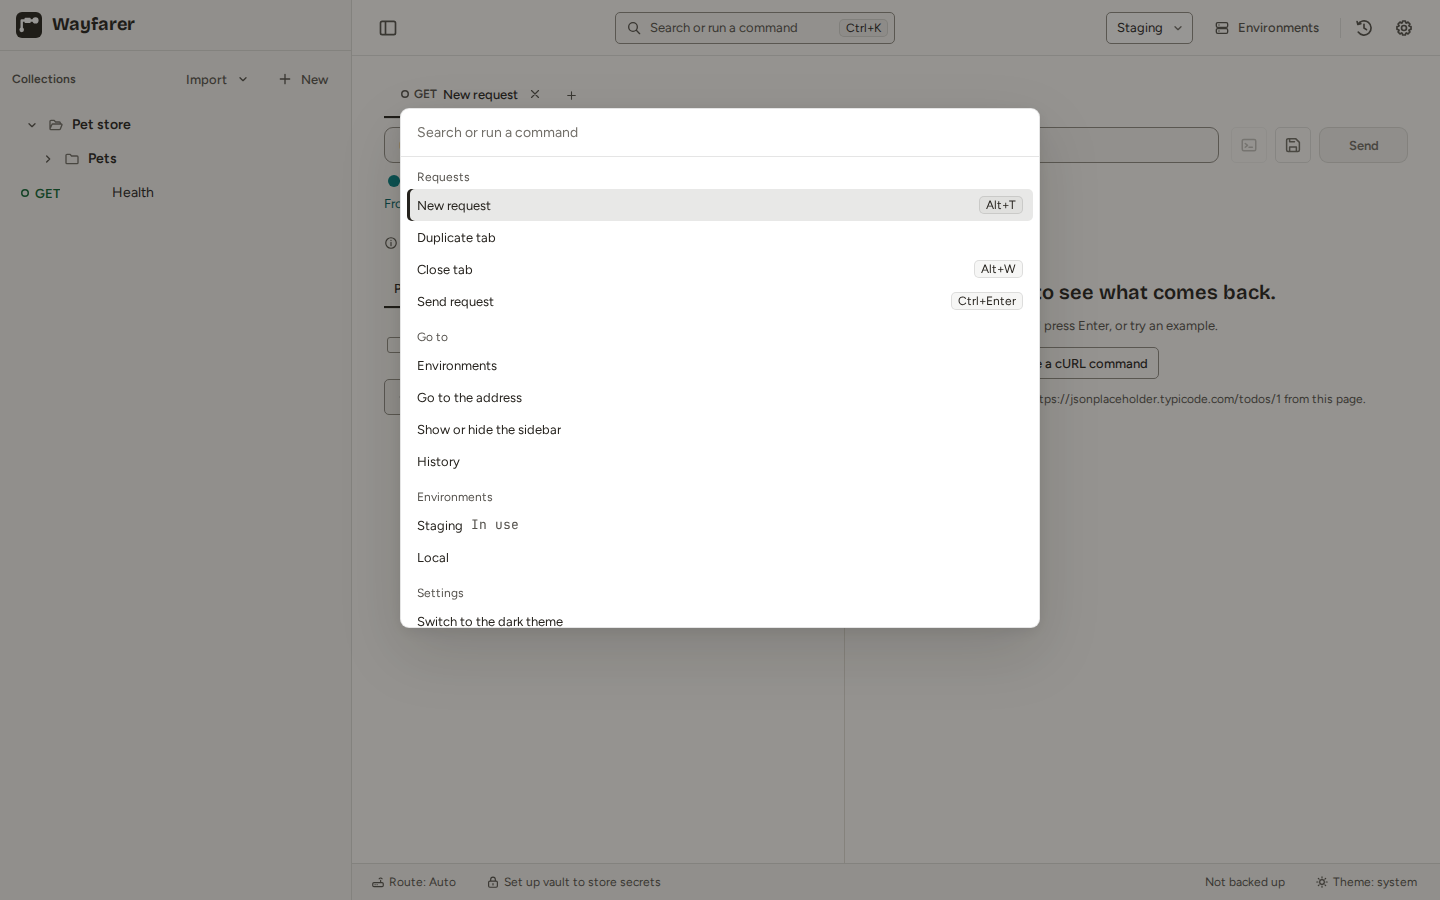 Wayfarer
Search or run a command
Ctrl+K
Staging
Environments
Collections
Import
New
GET New request
Pet store
Pets
GET Health
Search or run a command
Send
Requests
New request Alt+T
Duplicate tab
Close tab Alt+W
Send request Ctrl+Enter
Go to
Environments
Go to the address
Show or hide the sidebar
History
Environments
Staging In use
Local
Settings
Switch to the dark theme
to see what comes back.
press Enter, or try an example.
a cURL command
jsonplaceholder.typicode.com/todos/1 from this page.
Route: Auto
Set up vault to store secrets
Not backed up
Theme: system